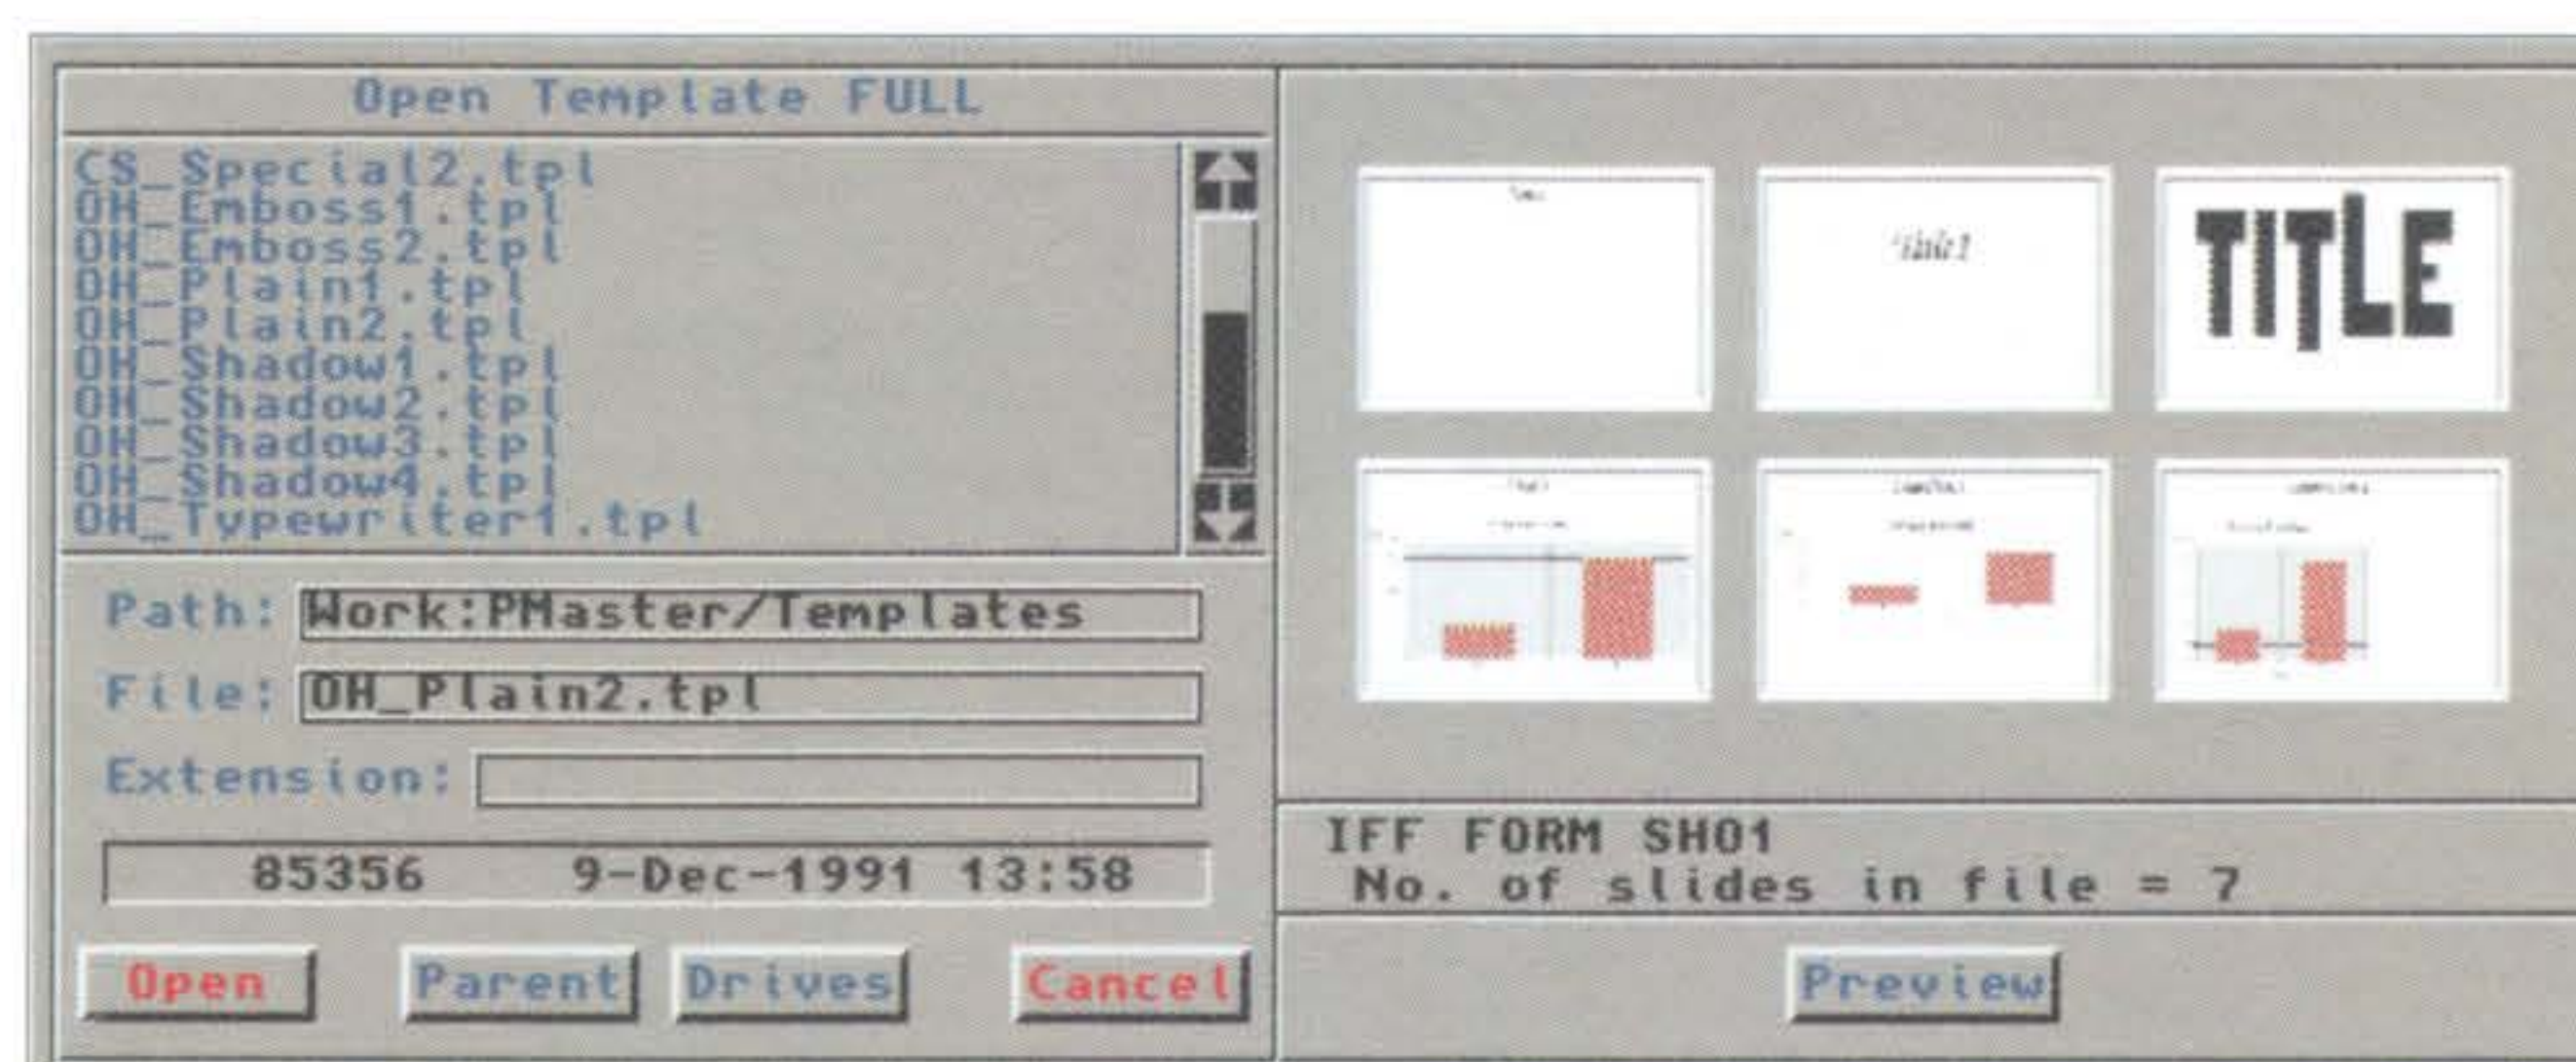 Open Template FULL
CS_Special2.tpl
OH_Emboss1.tpl
OH_Emboss2.tpl
OH_Plain1.tpl
OH_Plain2.tpl
OH_Shadow1.tpl
OH_Shadow2.tpl
OH_Shadow3.tpl
OH_Shadow4.tpl
OH_Typewriter1.tpl
Path: Work:PMaster/Templates
File: OH_Plain2.tpl
Extension:
85356 9-Dec-1991 13:58
Open Parent Drives Cancel
TITLE
IFF FORM SH01
No. of slides in file = 7
Preview